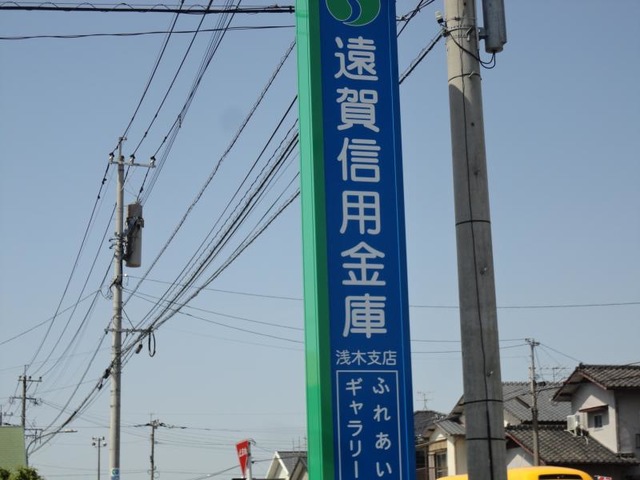 遠賀信用金庫
浅木支店
ふれあい
ギャラリー